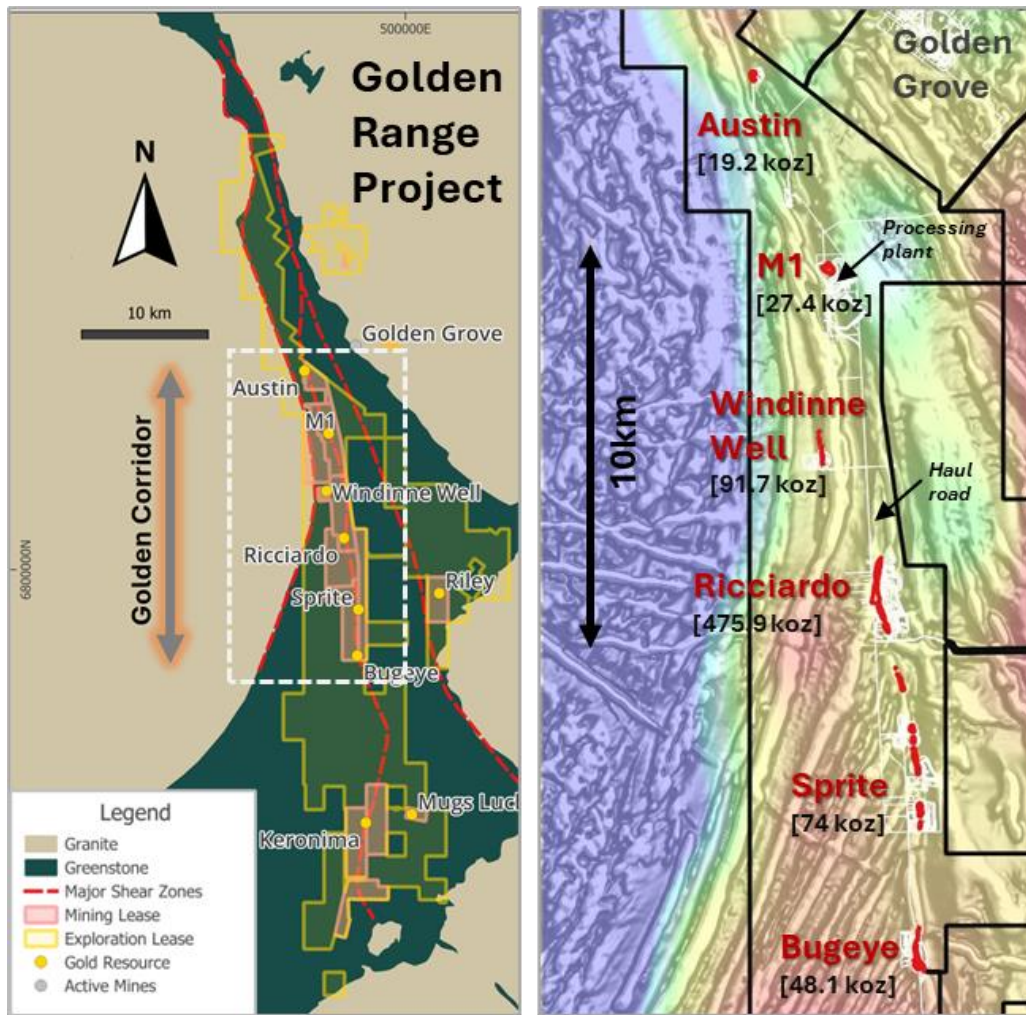 500000E
Golden
Range
Project
N
10 km
Golden Corridor
6800000N
Golden Grove
Austin
M1
Windinne Well
Ricciardo
Sprite
Riley
Bugeye
Mugs Lucl
Keronima
Legend
Granite
Greenstone
Major Shear Zones
Mining Lease
Exploration Lease
Gold Resource
Active Mines
Golden
Grove
Austin
[19.2 koz]
Processing
plant
M1
[27.4 koz]
10km
Windinne
Well
[91.7 koz]
Haul
road
Ricciardo
[475.9 koz]
Sprite
[74 koz]
Bugeye
[48.1 koz]